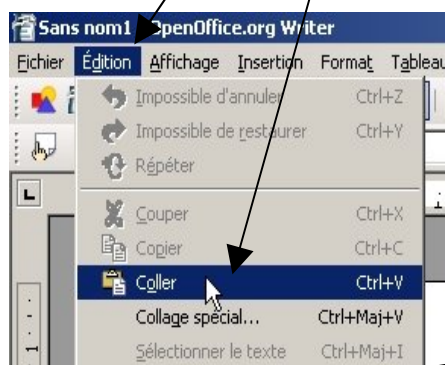 Sans nom1 OpenOffice.org Writer
Fichier Édition Affichage Insertion Format Tableau
Impossible d'annuler Ctrl+Z
Impossible de restaurer Ctrl+Y
Répéter
Couper Ctrl+X
Copier Ctrl+C
Coller Ctrl+V
Collage spécial... Ctrl+Maj+V
Sélectionner le texte Ctrl+Maj+I